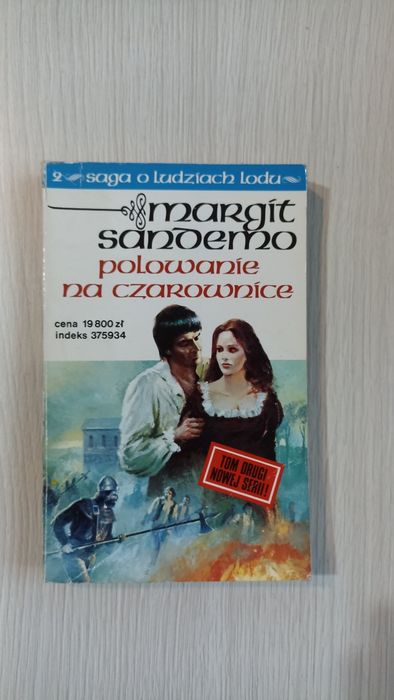 2 saga o ludziach lodu
margit
sandemo
polowanie
na czarownice
cena 19 800 zł
indeks 375934
TOM DRUGI
NOWEJ SERII!